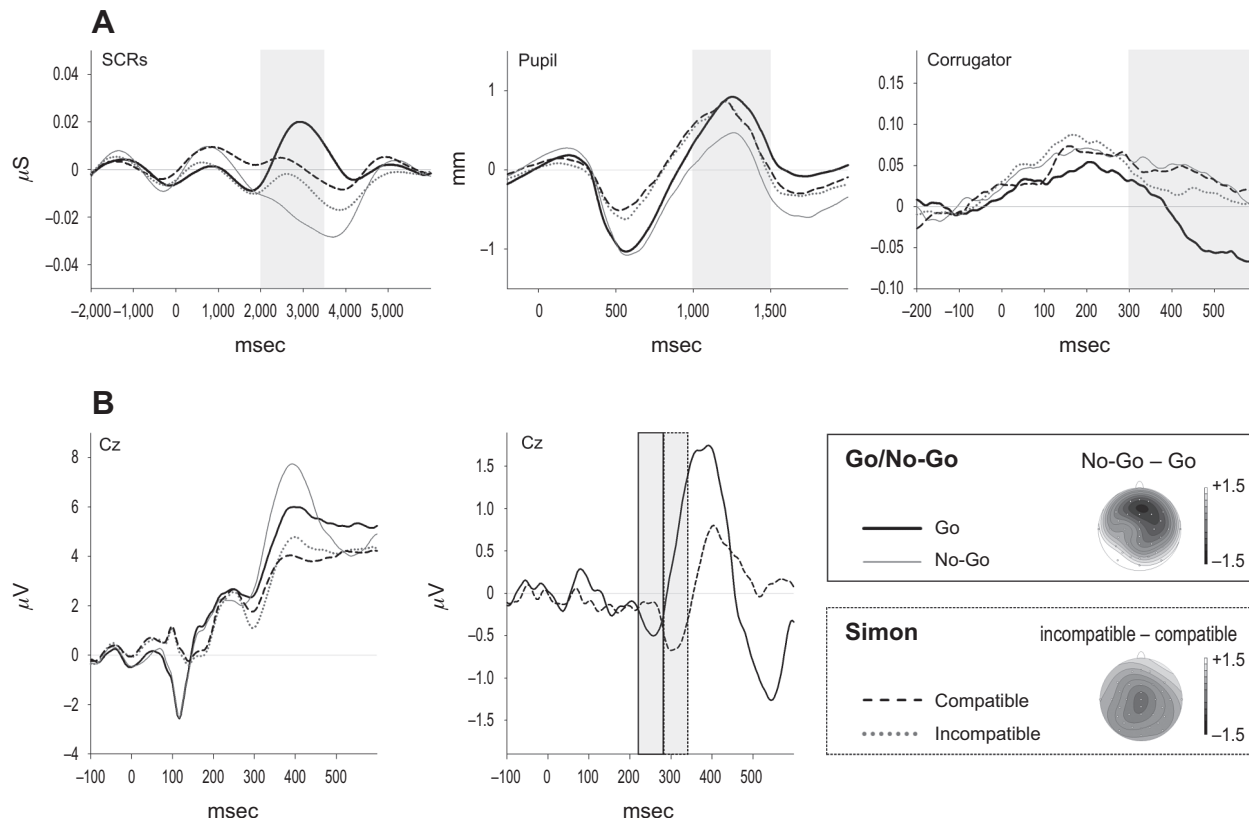 A
SCRs
0.04
0.02
0
–0.02
–0.04
μS
–2,000 –1,000 0 1,000 2,000 3,000 4,000 5,000
msec
Pupil
1
0
–1
mm
0 500 1,000 1,500
msec
Corrugator
0.15
0.10
0.05
0
–0.05
–0.10
–200 –100 0 100 200 300 400 500
msec
B
Cz
8
6
4
2
0
–2
–4
μV
–100 0 100 200 300 400 500
msec
Cz
1.5
1.0
0.5
0
–0.5
–1.0
–1.5
μV
–100 0 100 200 300 400 500
msec
Go/No-Go
No-Go – Go
+1.5
–1.5
Go
No-Go
Simon
incompatible – compatible
+1.5
–1.5
Compatible
Incompatible